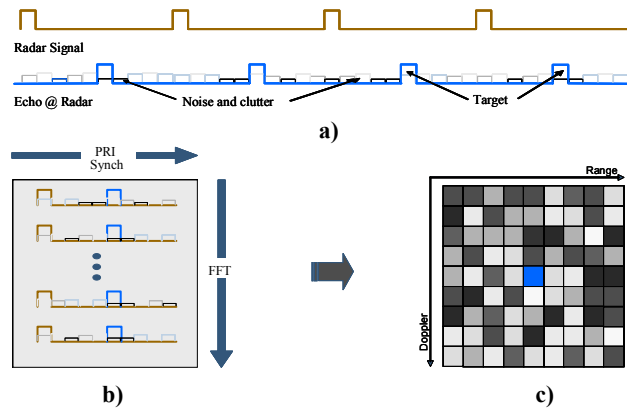 Radar Signal
Echo @ Radar
Noise and clutter
Target
a)
PRI
Synch
FFT
Range
Doppler
b)
c)